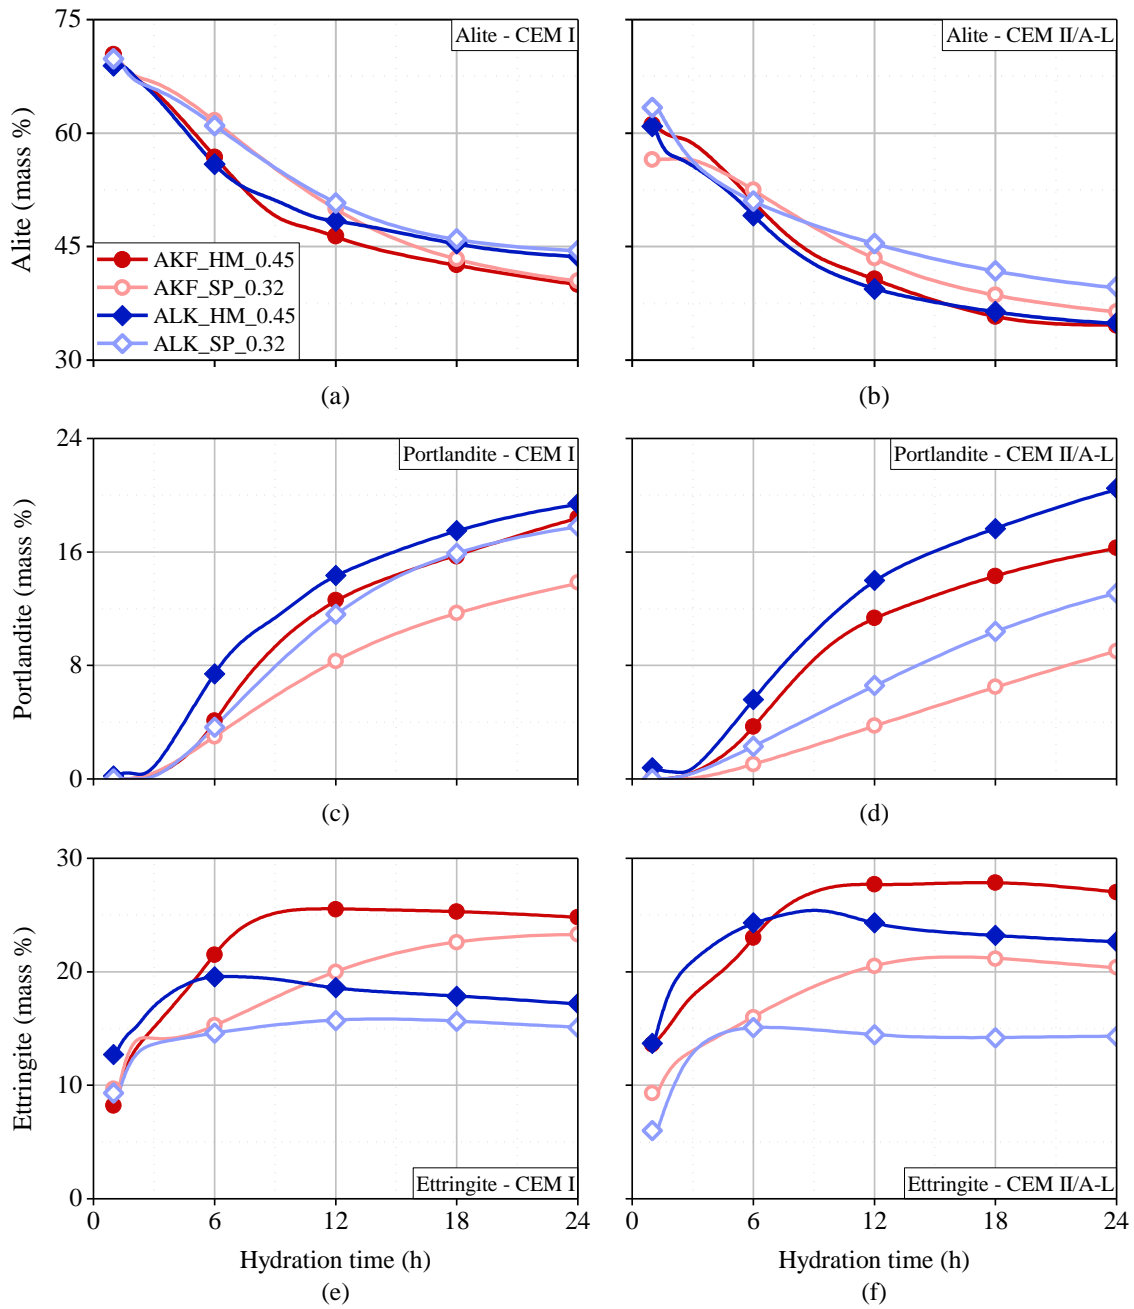 75
60
45
30
Alite (mass %)
Alite - CEM I
AKF_HM_0.45
AKF_SP_0.32
ALK_HM_0.45
ALK_SP_0.32
(a)
Alite - CEM II/A-L
(b)
24
16
8
0
Portlandite (mass %)
Portlandite - CEM I
(c)
Portlandite - CEM II/A-L
(d)
30
20
10
0
Ettringite (mass %)
Ettringite - CEM I
0 6 12 18 24
Hydration time (h)
(e)
Ettringite - CEM II/A-L
0 6 12 18 24
Hydration time (h)
(f)